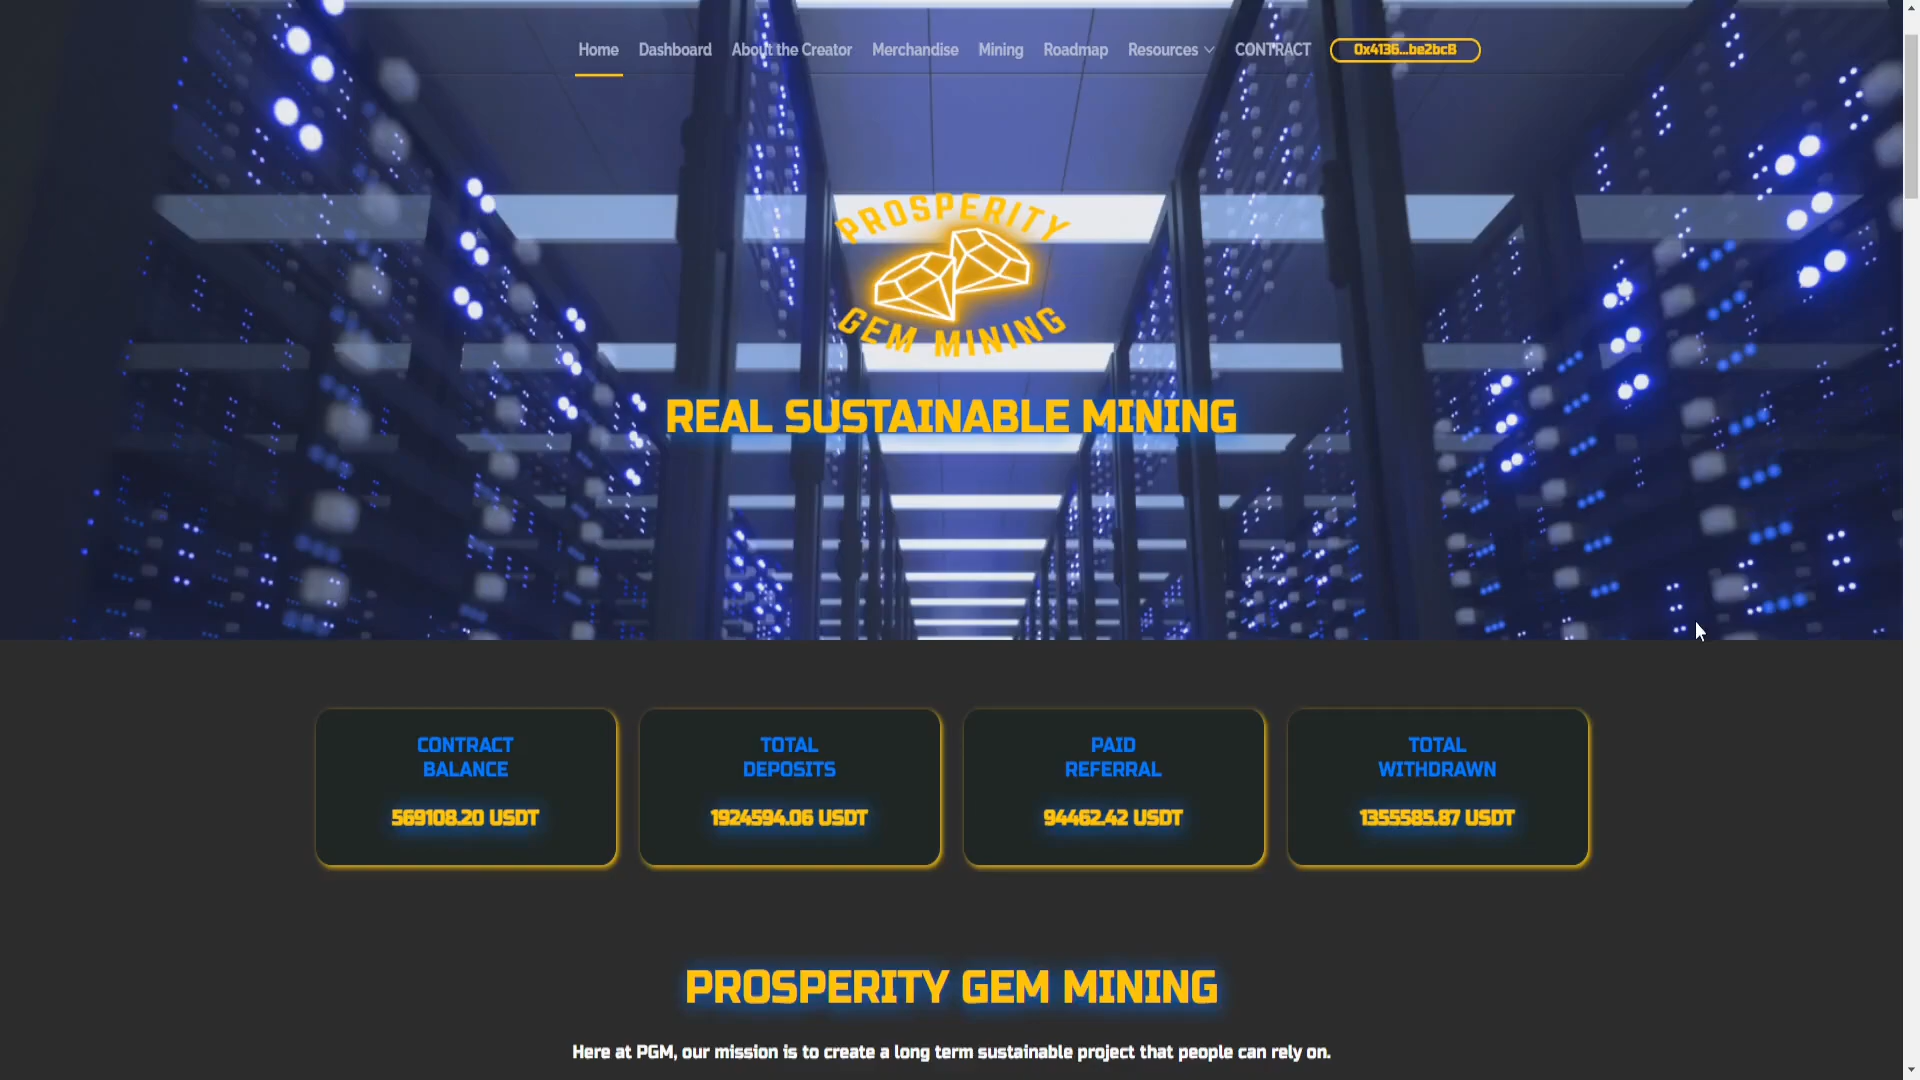 Home Dashboard About the Creator Merchandise Mining Roadmap Resources CONTRACT 0x4136...be2bcB
PROSPERITY
GEM MINING
REAL SUSTAINABLE MINING
CONTRACT
BALANCE
569108.20 USDT
TOTAL
DEPOSITS
1924594.06 USDT
PAID
REFERRAL
94462.42 USDT
TOTAL
WITHDRAWN
1355585.87 USDT
PROSPERITY GEM MINING
Here at PGM, our mission is to create a long term sustainable project that people can rely on.